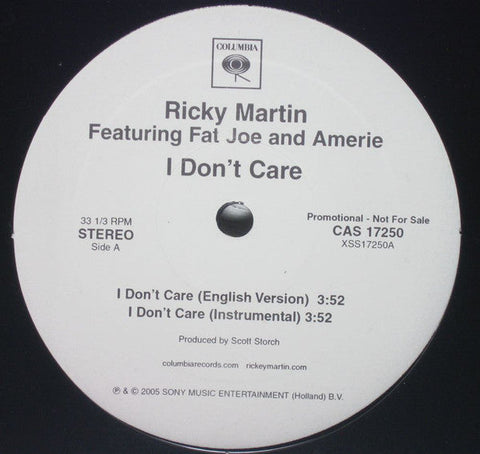 COLUMBIA
Ricky Martin
Featuring Fat Joe and Amerie
I Don't Care
33 1/3 RPM
STEREO
Side A
Promotional - Not For Sale
CAS 17250
XSS17250A
I Don't Care (English Version) 3:52
I Don't Care (Instrumental) 3:52
Produced by Scott Storch
columbiarecords.com rickeymartin.com
℗ & © 2005 SONY MUSIC ENTERTAINMENT (Holland) B.V.